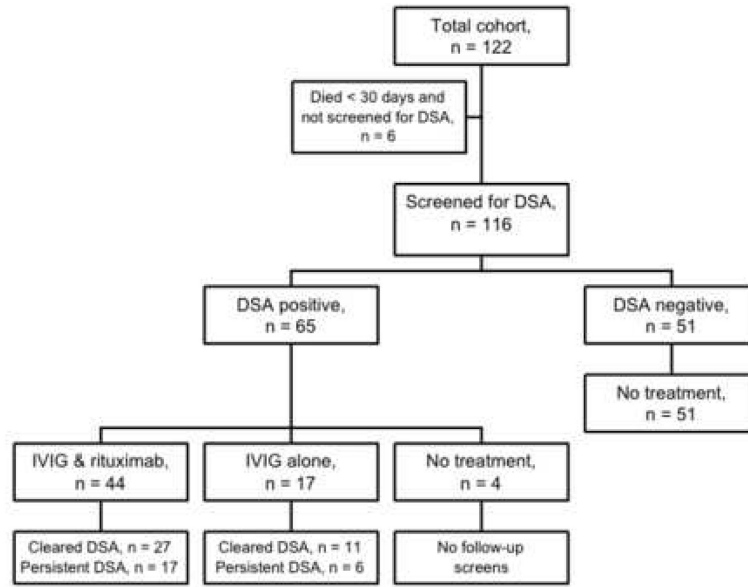 Total cohort,
n = 122
Died < 30 days and
not screened for DSA,
n = 6
Screened for DSA,
n = 116
DSA positive,
n = 65
DSA negative,
n = 51
No treatment,
n = 51
IVIG & rituximab,
n = 44
IVIG alone,
n = 17
No treatment,
n = 4
Cleared DSA, n = 27
Persistent DSA, n = 17
Cleared DSA, n = 11
Persistent DSA, n = 6
No follow-up
screens